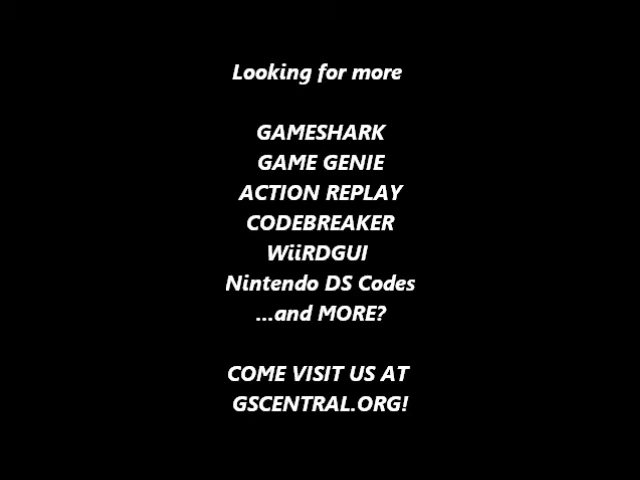 Looking for more
GAMESHARK
GAME GENIE
ACTION REPLAY
CODEBREAKER
WiiRDGUI
Nintendo DS Codes
...and MORE?
COME VISIT US AT
GSCENTRAL.ORG!